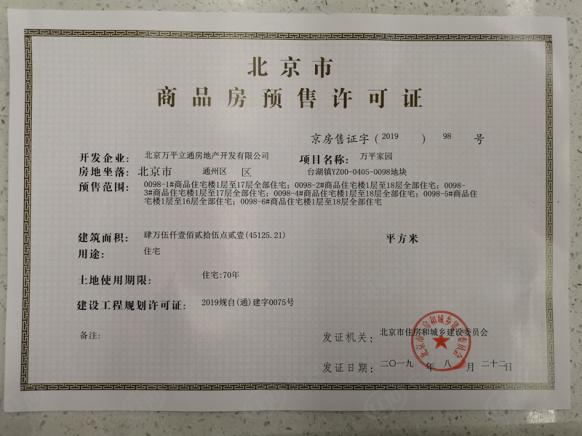 北京市
商品房预售许可证
京房售证字(2019)98号
开发企业: 北京万平立通房地产开发有限公司 项目名称: 万平家园
房地坐落: 北京市 通州区 区 台湖镇YZ00-0405-0098地块
预售范围: 0098-1#商品住宅楼1层至17层全部住宅; 0098-2#商品住宅楼1层至18层全部住宅; 0098-
3#商品住宅楼1层至17层全部住宅; 0098-4#商品住宅楼1层至18层全部住宅; 0098-5#商品住
宅楼1层至16层全部住宅; 0098-6#商品住宅楼1层至18层全部住宅
建筑面积: 肆万伍仟壹佰贰拾伍点贰壹(45125.21) 平方米
用途: 住宅
土地使用期限: 住宅:70年
建设工程规划许可证: 2019规自(通)建字0075号
备注:
发证机关: 北京市住房和城乡建设委员会
发证日期: 二〇一九 年 八 月 二十二日